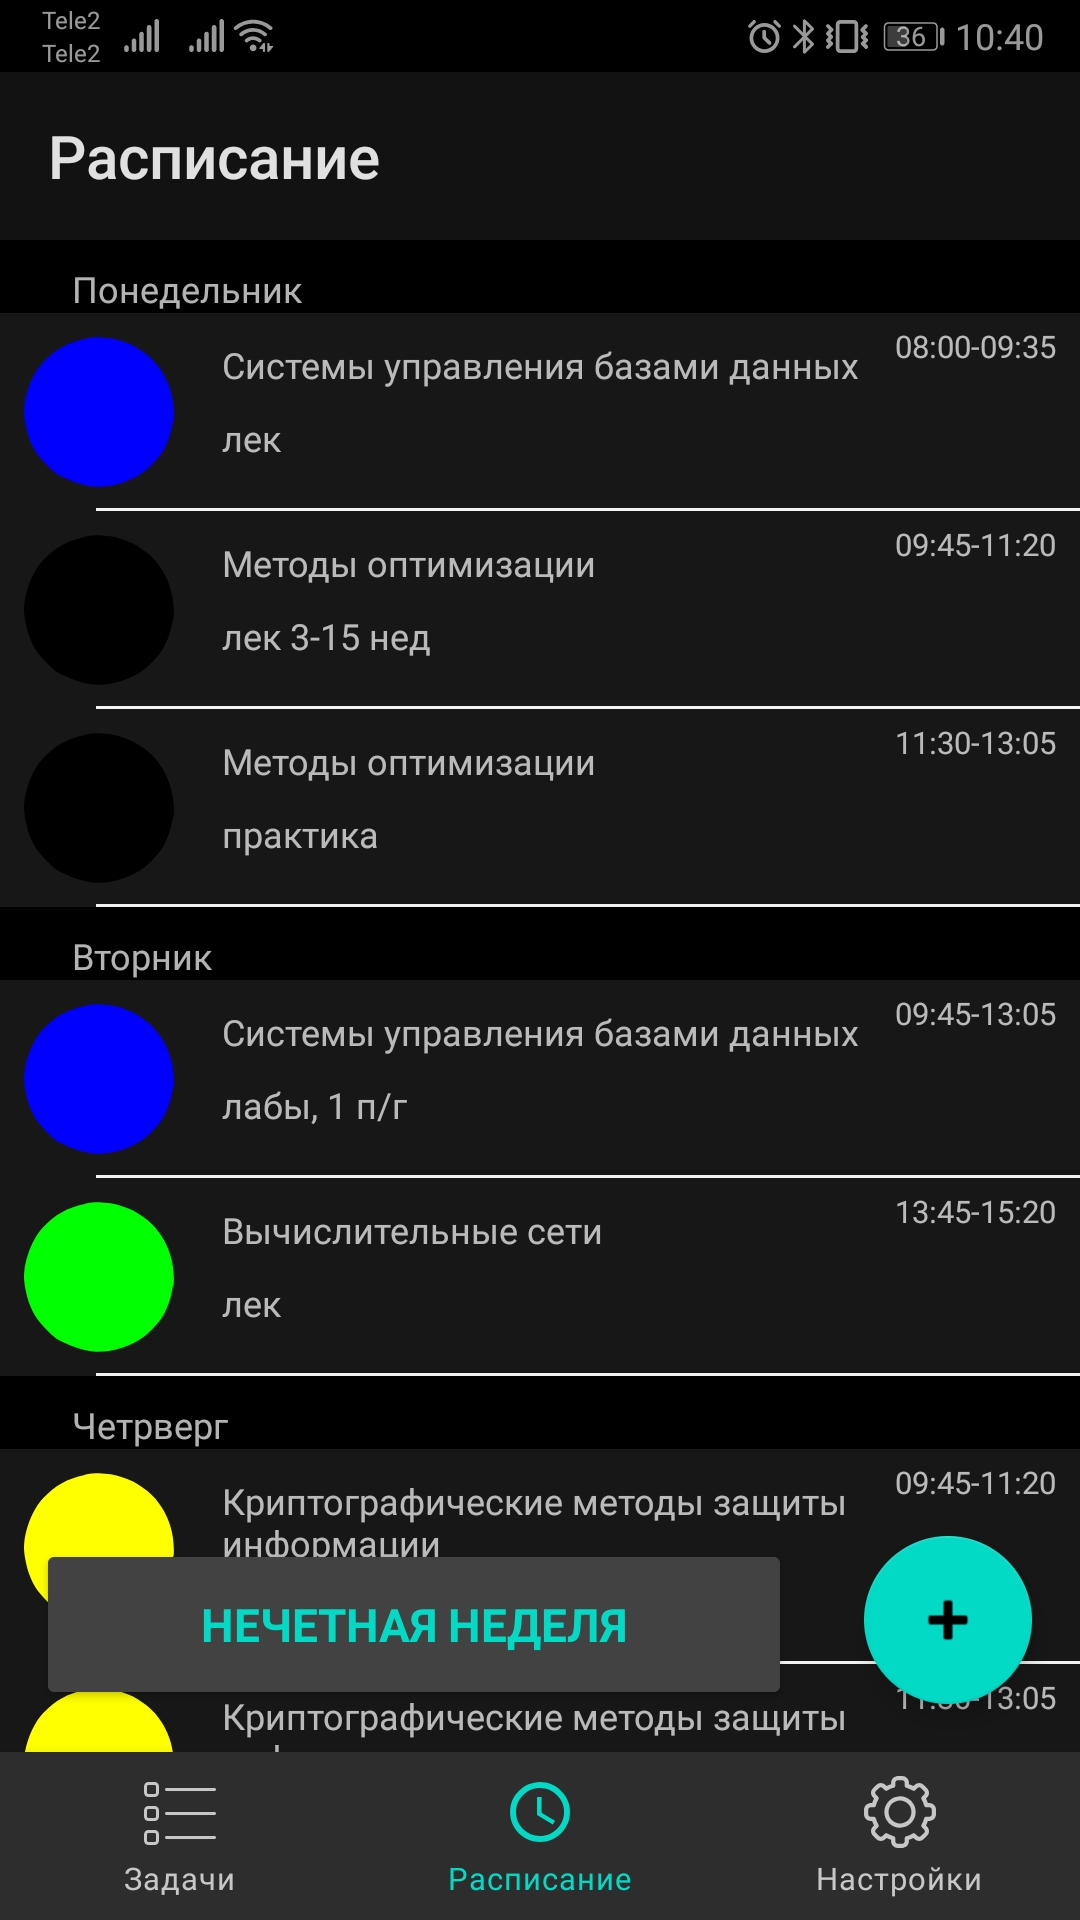 Tele2
Tele2
36
10:40
Расписание
Понедельник
Системы управления базами данных
08:00-09:35
лек
Методы оптимизации
09:45-11:20
лек 3-15 нед
Методы оптимизации
11:30-13:05
практика
Вторник
Системы управления базами данных
09:45-13:05
лабы, 1 п/г
Вычислительные сети
13:45-15:20
лек
Четрверг
Криптографические методы защиты
09:45-11:20
информации
НЕЧЕТНАЯ НЕДЕЛЯ
11:30-13:05
Криптографические методы защиты
Задачи
Расписание
Настройки